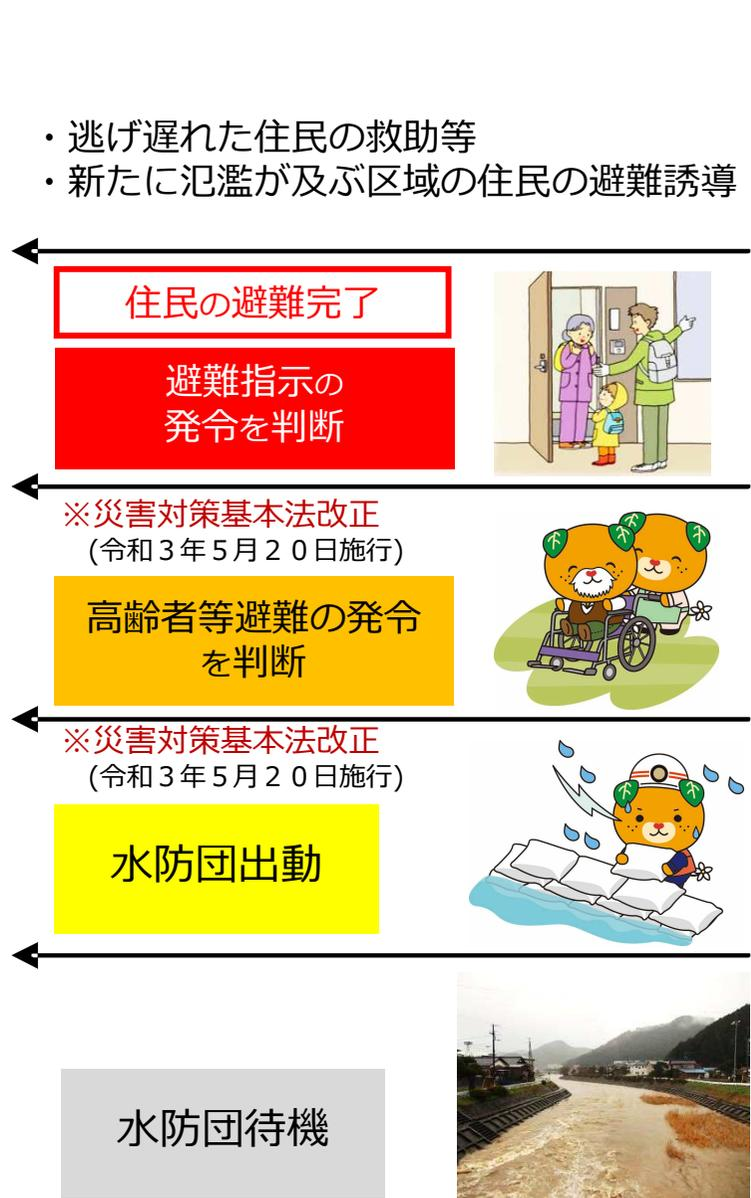 ・逃げ遅れた住民の救助等
・新たに氾濫が及ぶ区域の住民の避難誘導
住民の避難完了
避難指示の
発令を判断
※災害対策基本法改正
(令和３年５月２０日施行)
高齢者等避難の発令
を判断
※災害対策基本法改正
(令和３年５月２０日施行)
水防団出動
水防団待機